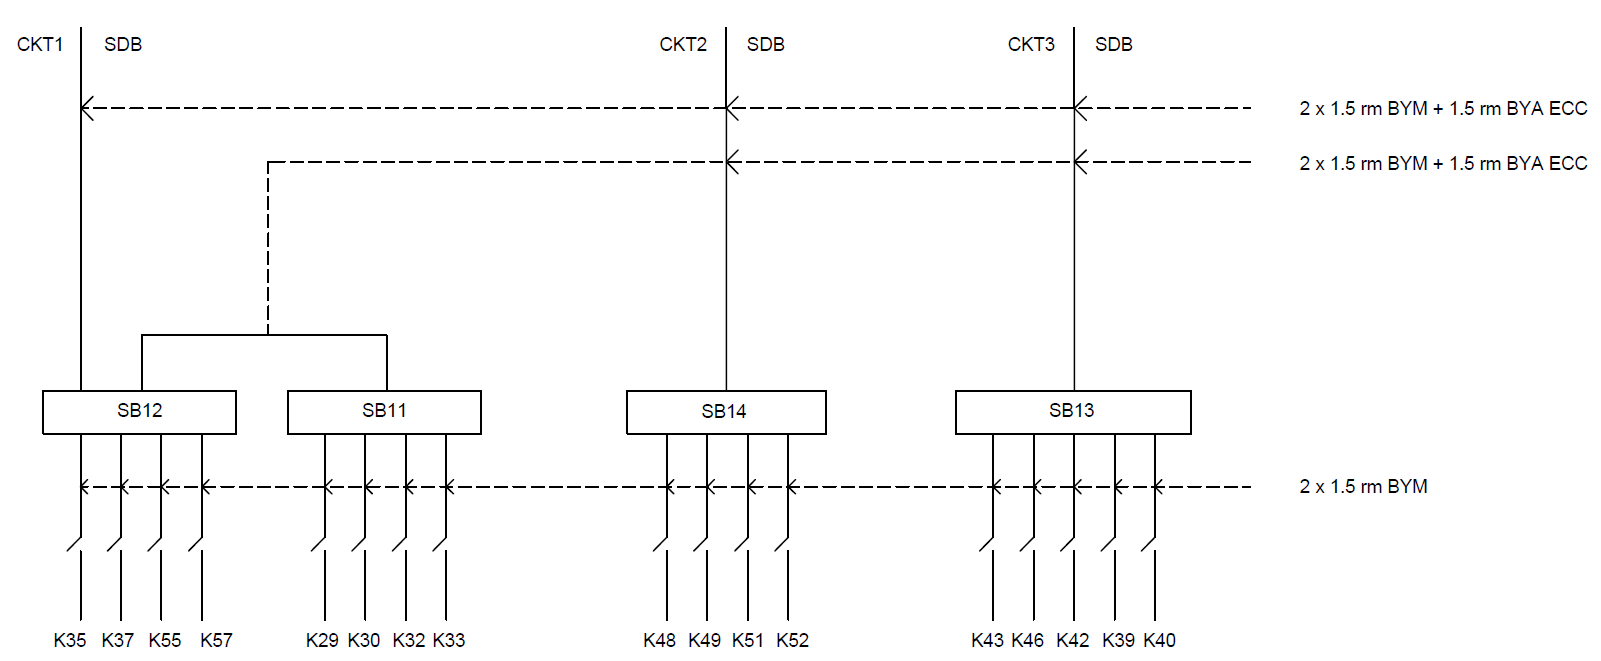 CKT1 SDB CKT2 SDB CKT3 SDB
2 x 1.5 rm BYM + 1.5 rm BYA ECC
2 x 1.5 rm BYM + 1.5 rm BYA ECC
SB12 SB11 SB14 SB13
2 x 1.5 rm BYM
K35 K37 K55 K57 K29 K30 K32 K33 K48 K49 K51 K52 K43 K46 K42 K39 K40